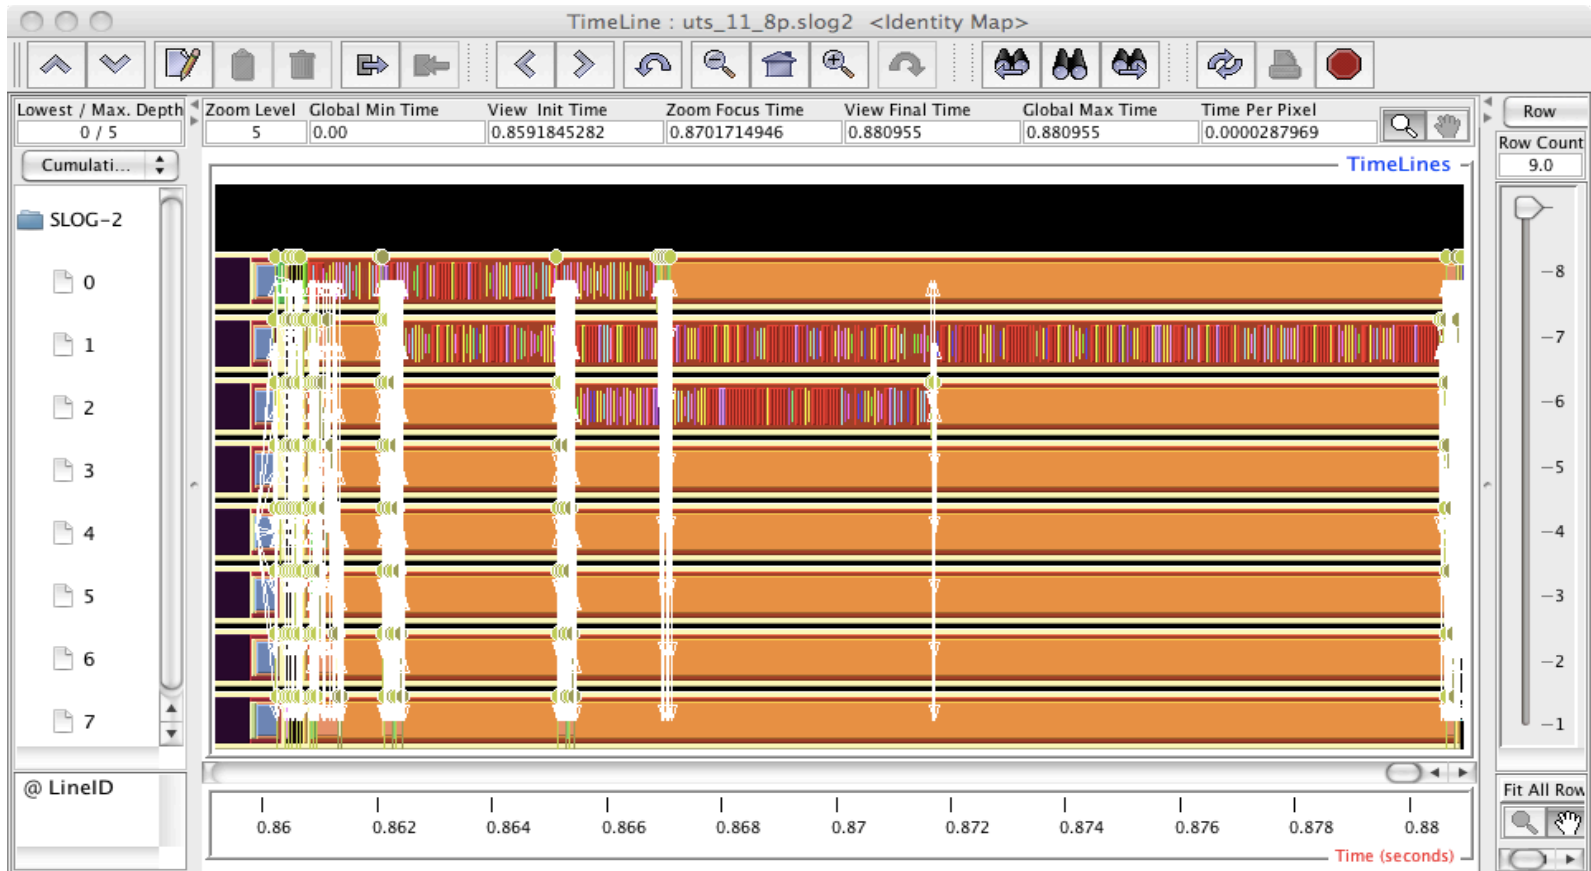 TimeLine : uts_11_8p.slog2 <Identity Map>
Lowest / Max. Depth
0 / 5
Zoom Level Global Min Time View Init Time Zoom Focus Time View Final Time Global Max Time Time Per Pixel
5 0.00 0.8591845282 0.8701714946 0.880955 0.880955 0.0000287969
Row
Row Count
9.0
Cumulati...
TimeLines
SLOG-2
0
1
2
3
4
5
6
7
8
7
6
5
4
3
2
1
@ LineID
0.86 0.862 0.864 0.866 0.868 0.87 0.872 0.874 0.876 0.878 0.88
Time (seconds)
Fit All Row